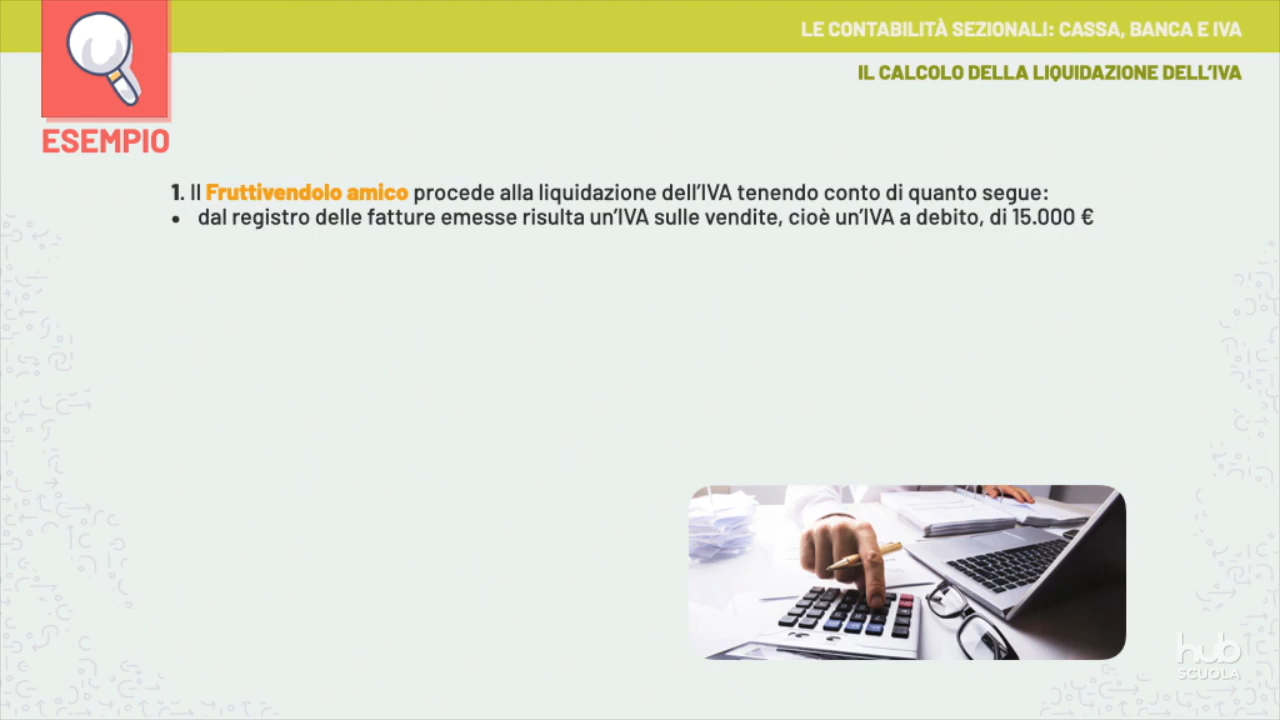 LE CONTABILITÀ SEZIONALI: CASSA, BANCA E IVA
IL CALCOLO DELLA LIQUIDAZIONE DELL'IVA
ESEMPIO
1. Il Fruttivendolo amico procede alla liquidazione dell'IVA tenendo conto di quanto segue:
• dal registro delle fatture emesse risulta un'IVA sulle vendite, cioè un'IVA a debito, di 15.000 €
hub
SCUOLA